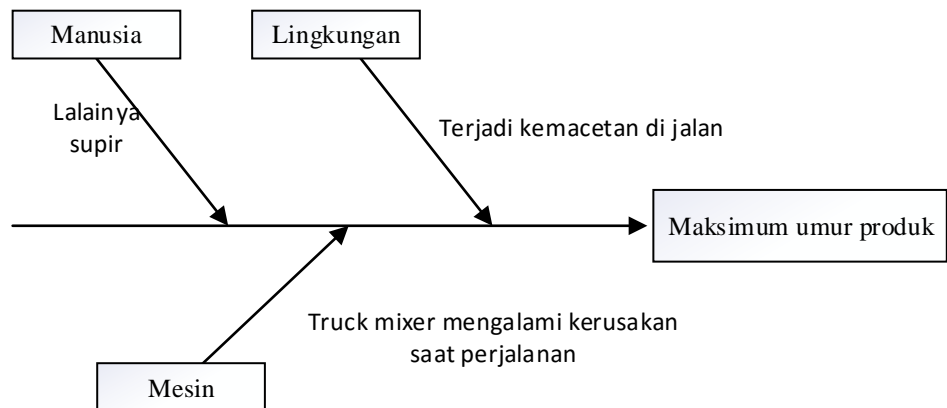 Manusia
Lingkungan
Lalainya
supir
Terjadi kemacetan di jalan
Maksimum umur produk
Truck mixer mengalami kerusakan
saat perjalanan
Mesin